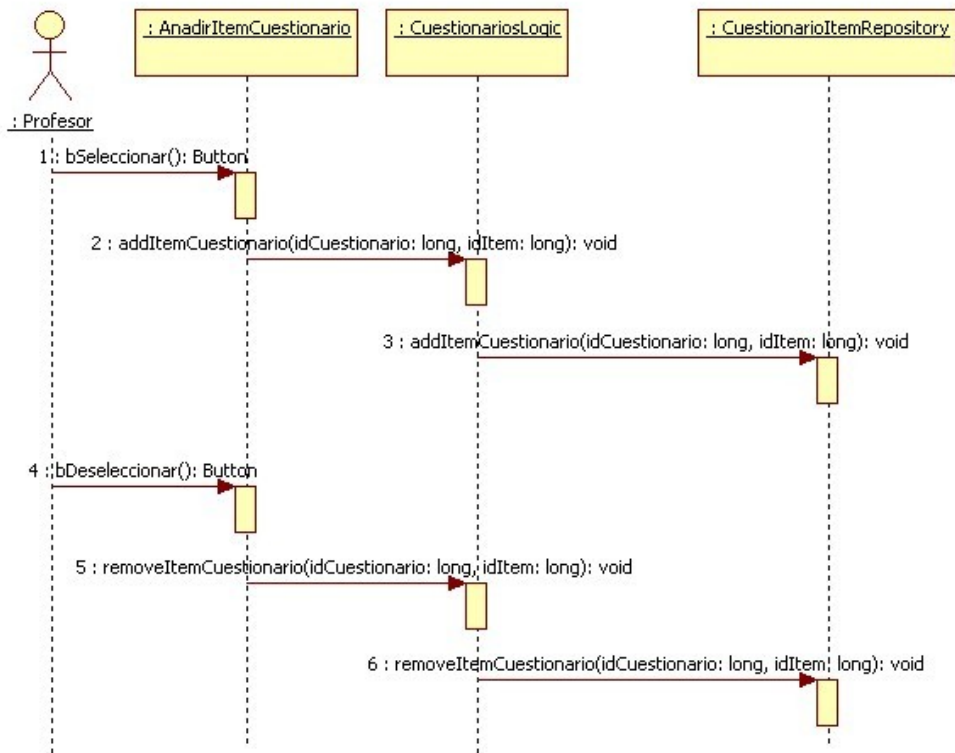 : AnadirItemCuestionario
: CuestionariosLogic
: CuestionarioItemRepository
: Profesor
1 : bSeleccionar(): Button
2 : addItemCuestionario(idCuestionario: long, idItem: long): void
3 : addItemCuestionario(idCuestionario: long, idItem: long): void
4 : bDeseleccionar(): Button
5 : removeItemCuestionario(idCuestionario: long, idItem: long): void
6 : removeItemCuestionario(idCuestionario: long, idItem: long): void